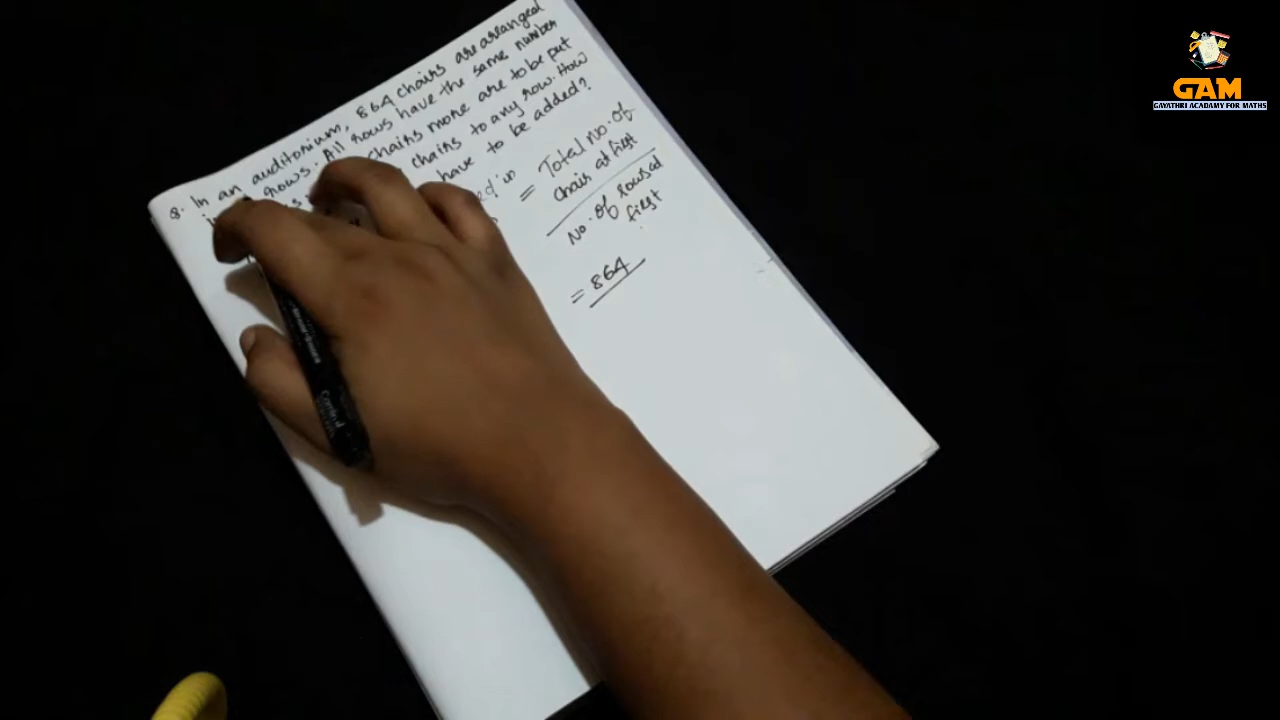 8. In an auditorium, 864 chairs are arranged
rows. All rows have the same number
chairs more are to be put
chairs to any row. How
have to be added?
= Total No. of
chair at first
No. of rows at
first
= 864
GAM
GAYATHRI ACADAMY FOR MATHS